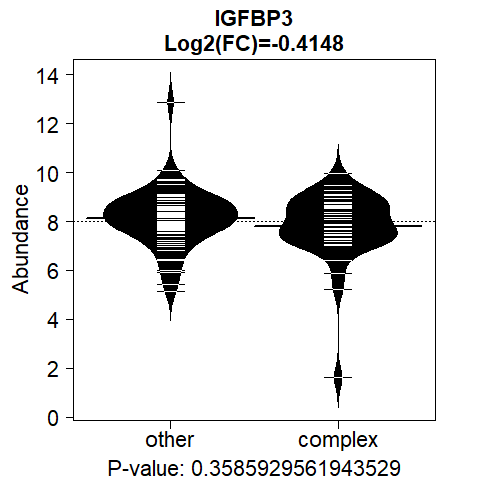 IGFBP3
Log2(FC)=-0.4148
Abundance
14
12
10
8
6
4
2
0
other complex
P-value: 0.3585929561943529